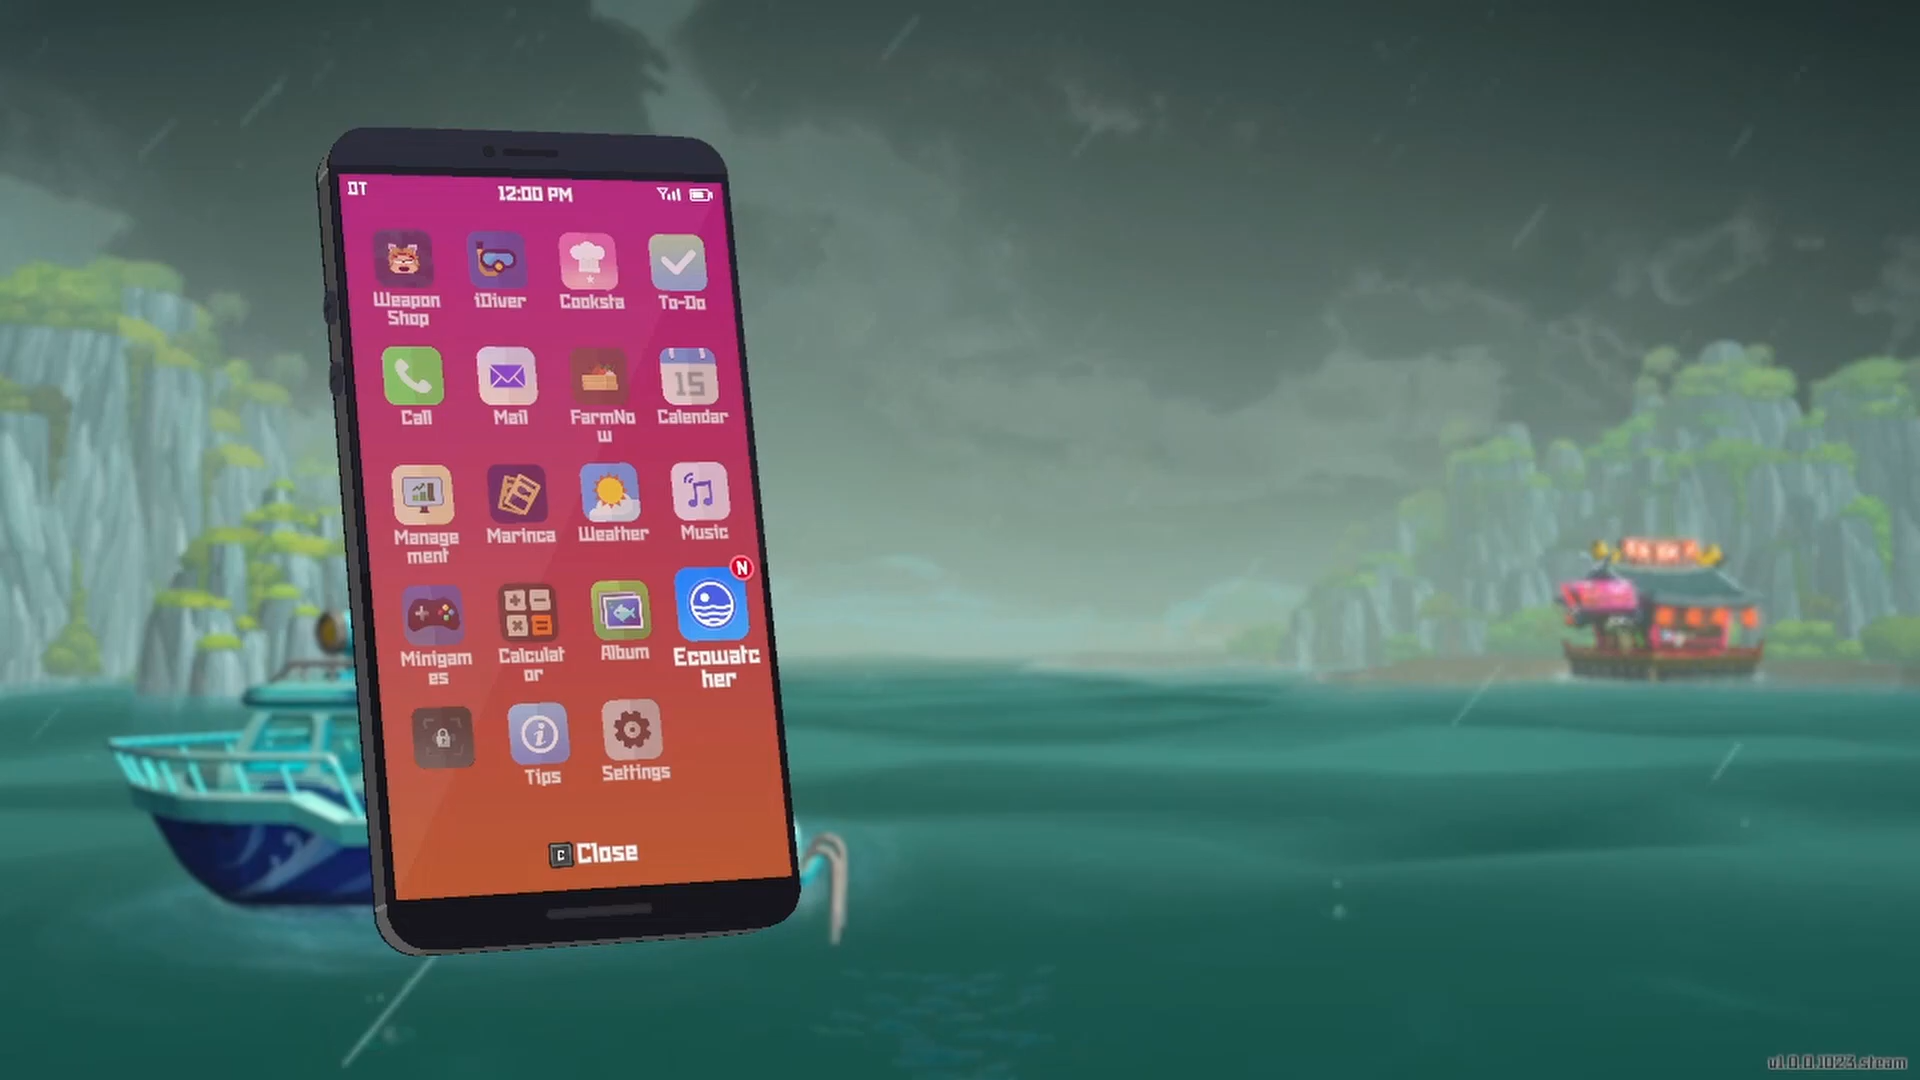 DT
12:00 PM
Weapon
Shop
iDiver
Cooksta
To-Do
Call
Mail
FarmNo
w
15
Calendar
Manage
ment
Marinca
Weather
Music
N
Minigam
es
Calculat
or
Album
Ecowatc
her
Tips
Settings
C Close
v1.0.0.1023.steam